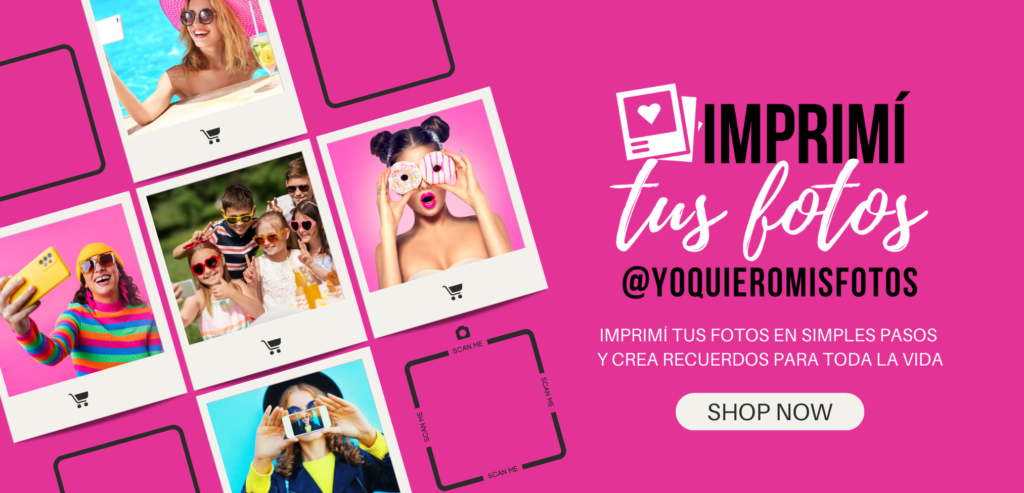 IMPRIMÍ
tus fotos
@YOQUIEROMISFOTOS
IMPRIMÍ TUS FOTOS EN SIMPLES PASOS
Y CREA RECUERDOS PARA TODA LA VIDA
SHOP NOW
SCAN ME
SCAN ME
SCAN ME
SCAN ME